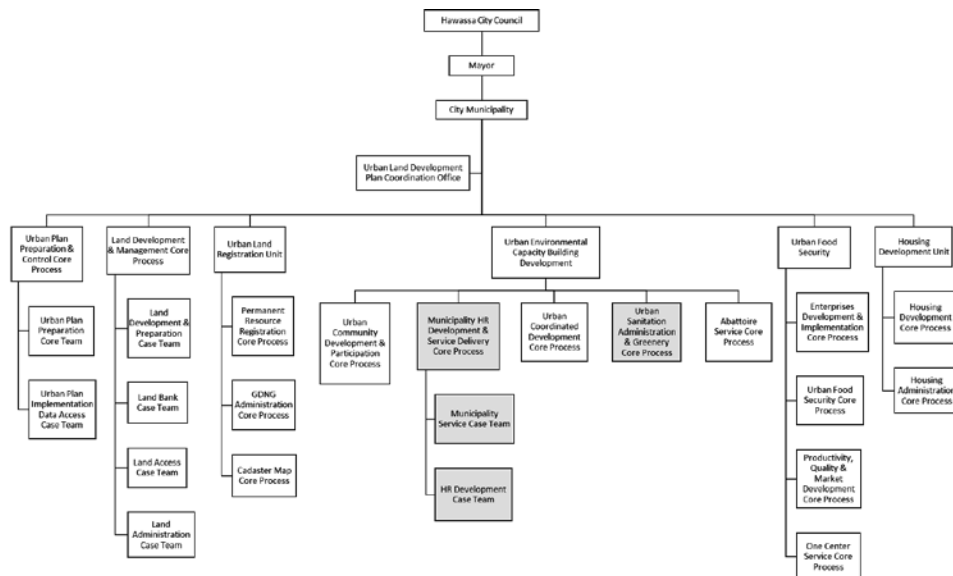 Hawassa City Council
Mayor
City Municipality
Urban Land Development
Plan Coordination Office
Urban Plan
Preparation &
Control Core
Process
Land Development
& Management Core
Process
Urban Land
Registration Unit
Urban Environmental
Capacity Building
Development
Urban Food
Security
Housing
Development Unit
Urban Plan
Preparation
Core Team
Urban Plan
Implementation
Data Access
Case Team
Land
Development &
Preparation
Case Team
Land Bank
Case Team
Land Access
Case Team
Land
Administration
Case Team
Permanent
Resource
Registration
Core Process
GDNG
Administration
Core Process
Cadaster Map
Core Process
Urban
Community
Development &
Participation
Core Process
Municipality HR
Development &
Service Delivery
Core Process
Urban
Coordinated
Development
Core Process
Urban
Sanitation
Administration
& Greenery
Core Process
Abattoire
Service Core
Process
Municipality
Service Case
Team
HR Development
Case Team
Enterprises
Development &
Implementation
Core Process
Urban Food
Security Core
Process
Productivity,
Quality &
Market
Development
Core Process
One Center
Service Core
Process
Housing
Development
Core Process
Housing
Administration
Core Process